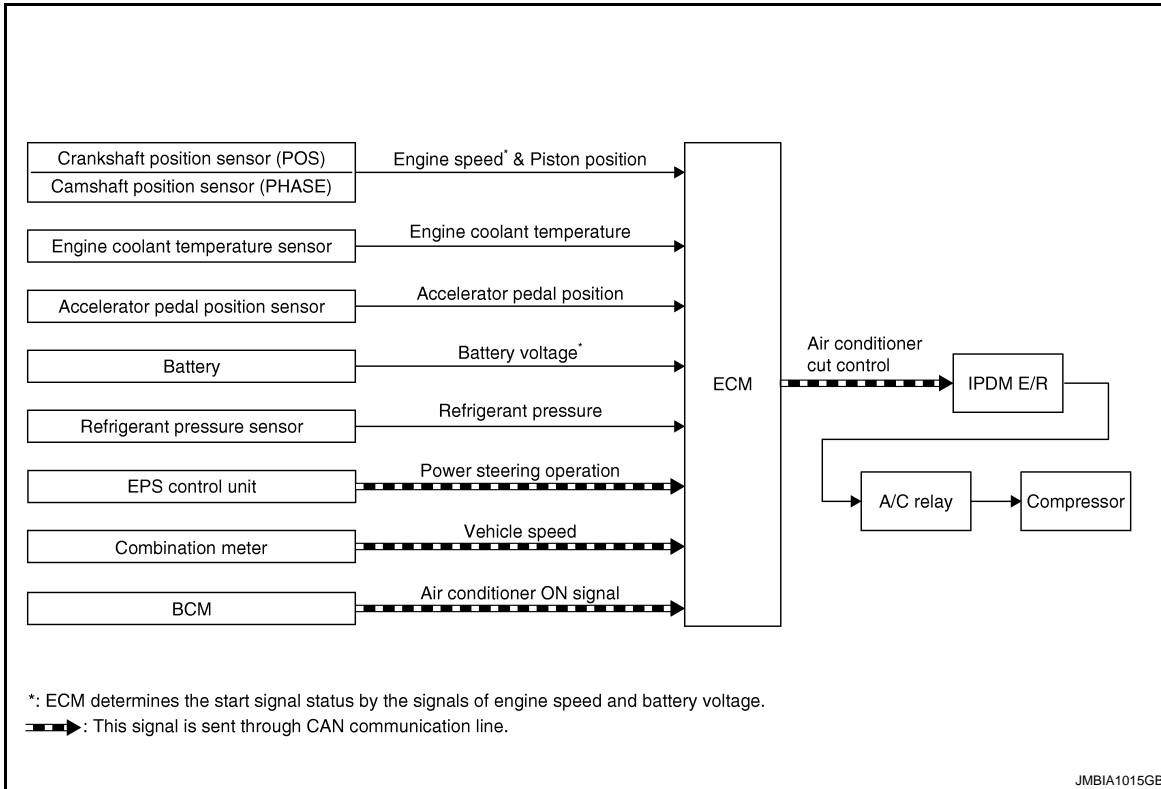 Crankshaft position sensor (POS)
Camshaft position sensor (PHASE)
Engine speed* & Piston position
Engine coolant temperature sensor
Engine coolant temperature
Accelerator pedal position sensor
Accelerator pedal position
Battery
Battery voltage*
Refrigerant pressure sensor
Refrigerant pressure
EPS control unit
Power steering operation
Combination meter
Vehicle speed
BCM
Air conditioner ON signal
ECM
Air conditioner
cut control
IPDM E/R
A/C relay
Compressor
*: ECM determines the start signal status by the signals of engine speed and battery voltage.
: This signal is sent through CAN communication line.
JMBIA1015GB